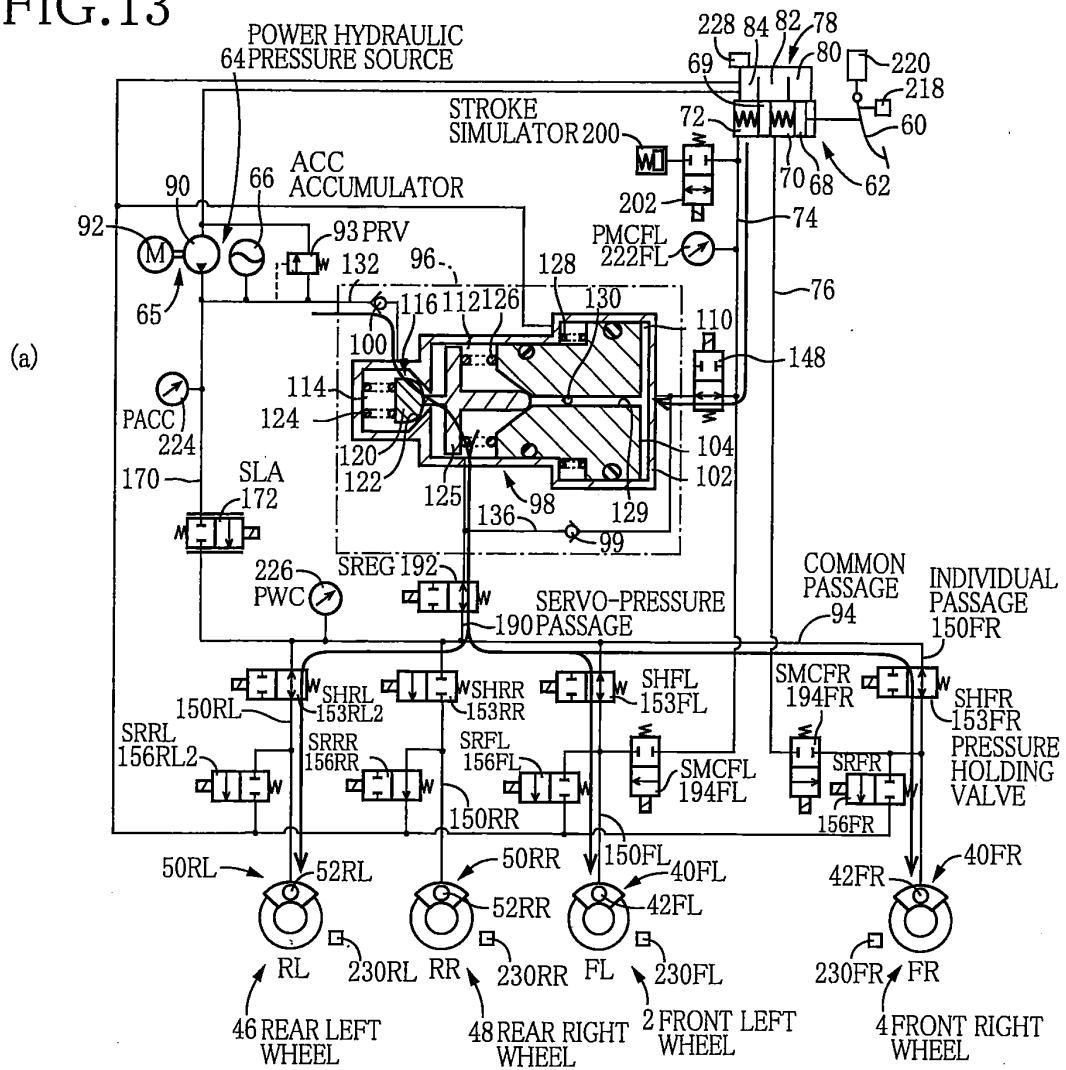 FIG.13
(a)
POWER HYDRAULIC
64 PRESSURE SOURCE
STROKE
SIMULATOR 200
ACC
ACCUMULATOR
228
84
82
78
80
220
218
60
69
72
70
68
62
202
74
76
PMCFL
222FL
90
66
92
M
65
93 PRV
132
96
116
112
126
128
130
110
148
100
114
124
120
122
125
98
129
104
102
136
99
PACC
224
170
SLA
172
226
PWC
SREG 192
SERVO-PRESSURE
190 PASSAGE
COMMON
PASSAGE
94
INDIVIDUAL
PASSAGE
150FR
SHRL
153RL2
150RL
SHRR
153RR
SHFL
153FL
SMCFR
194FR
SHFR
153FR
PRESSURE
HOLDING
VALVE
SRRL
156RL2
SRRR
156RR
SRFL
156FL
SMCFL
194FL
SRFR
156FR
150RR
150FL
50RL
52RL
50RR
52RR
40FL
42FL
42FR
40FR
RL
230RL
RR
230RR
FL
230FL
230FR
FR
46 REAR LEFT
WHEEL
48 REAR RIGHT
WHEEL
2 FRONT LEFT
WHEEL
4 FRONT RIGHT
WHEEL